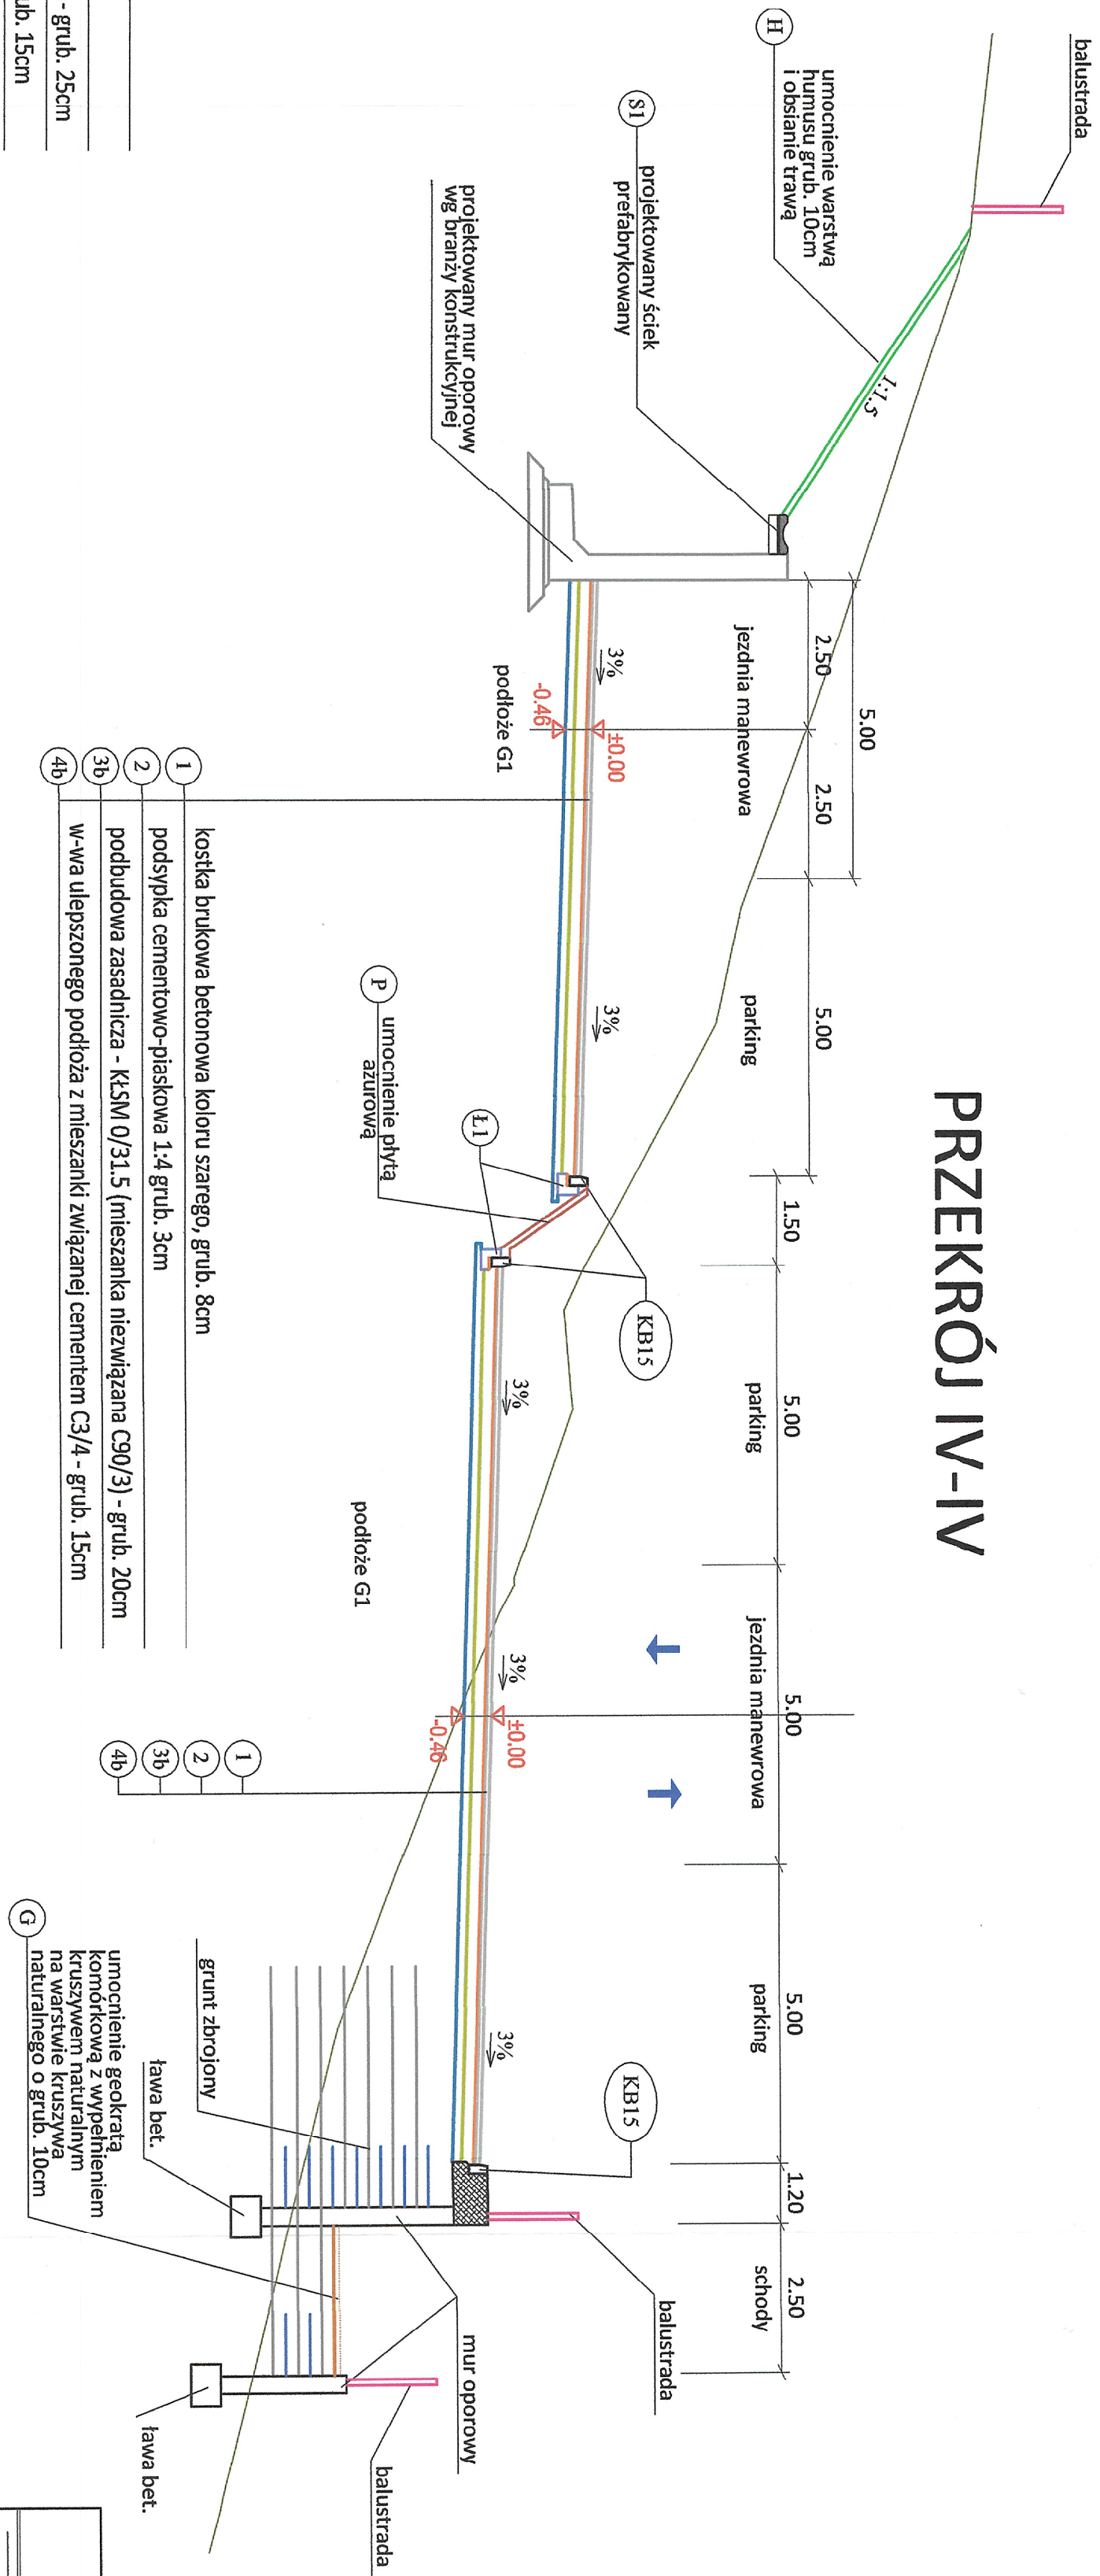 PRZEKRÓJ IV-IV
balustrada
H
umocnienie warstwą
humusu grub. 10cm
i obsianie trawą
1:1.5
S1
projektowany ściek
prefabrykowany
projektowany mur oporowy
wg branży konstrukcyjnej
5.00
2.50
2.50
5.00
1.50
5.00
5.00
5.00
1.20
2.50
jezdnia manewrowa
parking
parking
jezdnia manewrowa
parking
schody
3%
±0.00
-0.46
podłoże G1
3%
KB15
Ł1
P
umocnienie płytą
ażurową
3%
podłoże G1
3%
±0.00
-0.46
3%
KB15
balustrada
mur oporowy
balustrada
1
kostka brukowa betonowa koloru szarego, grub. 8cm
2
podsypka cementowo-piaskowa 1:4 grub. 3cm
3b
podbudowa zasadnicza - KŁSM 0/31.5 (mieszanka niezwiązana C90/3) - grub. 20cm
4b
w-wa ulepszonego podłoża z mieszanki związanej cementem C3/4 - grub. 15cm
1
2
3b
4b
grunt zbrojony
ława bet.
ława bet.
G
umocnienie geokratą
komórkową z wypełnieniem
kruszywem naturalnym
na warstwie kruszywa
naturalnego o grub. 10cm
- grub. 25cm
ub. 15cm